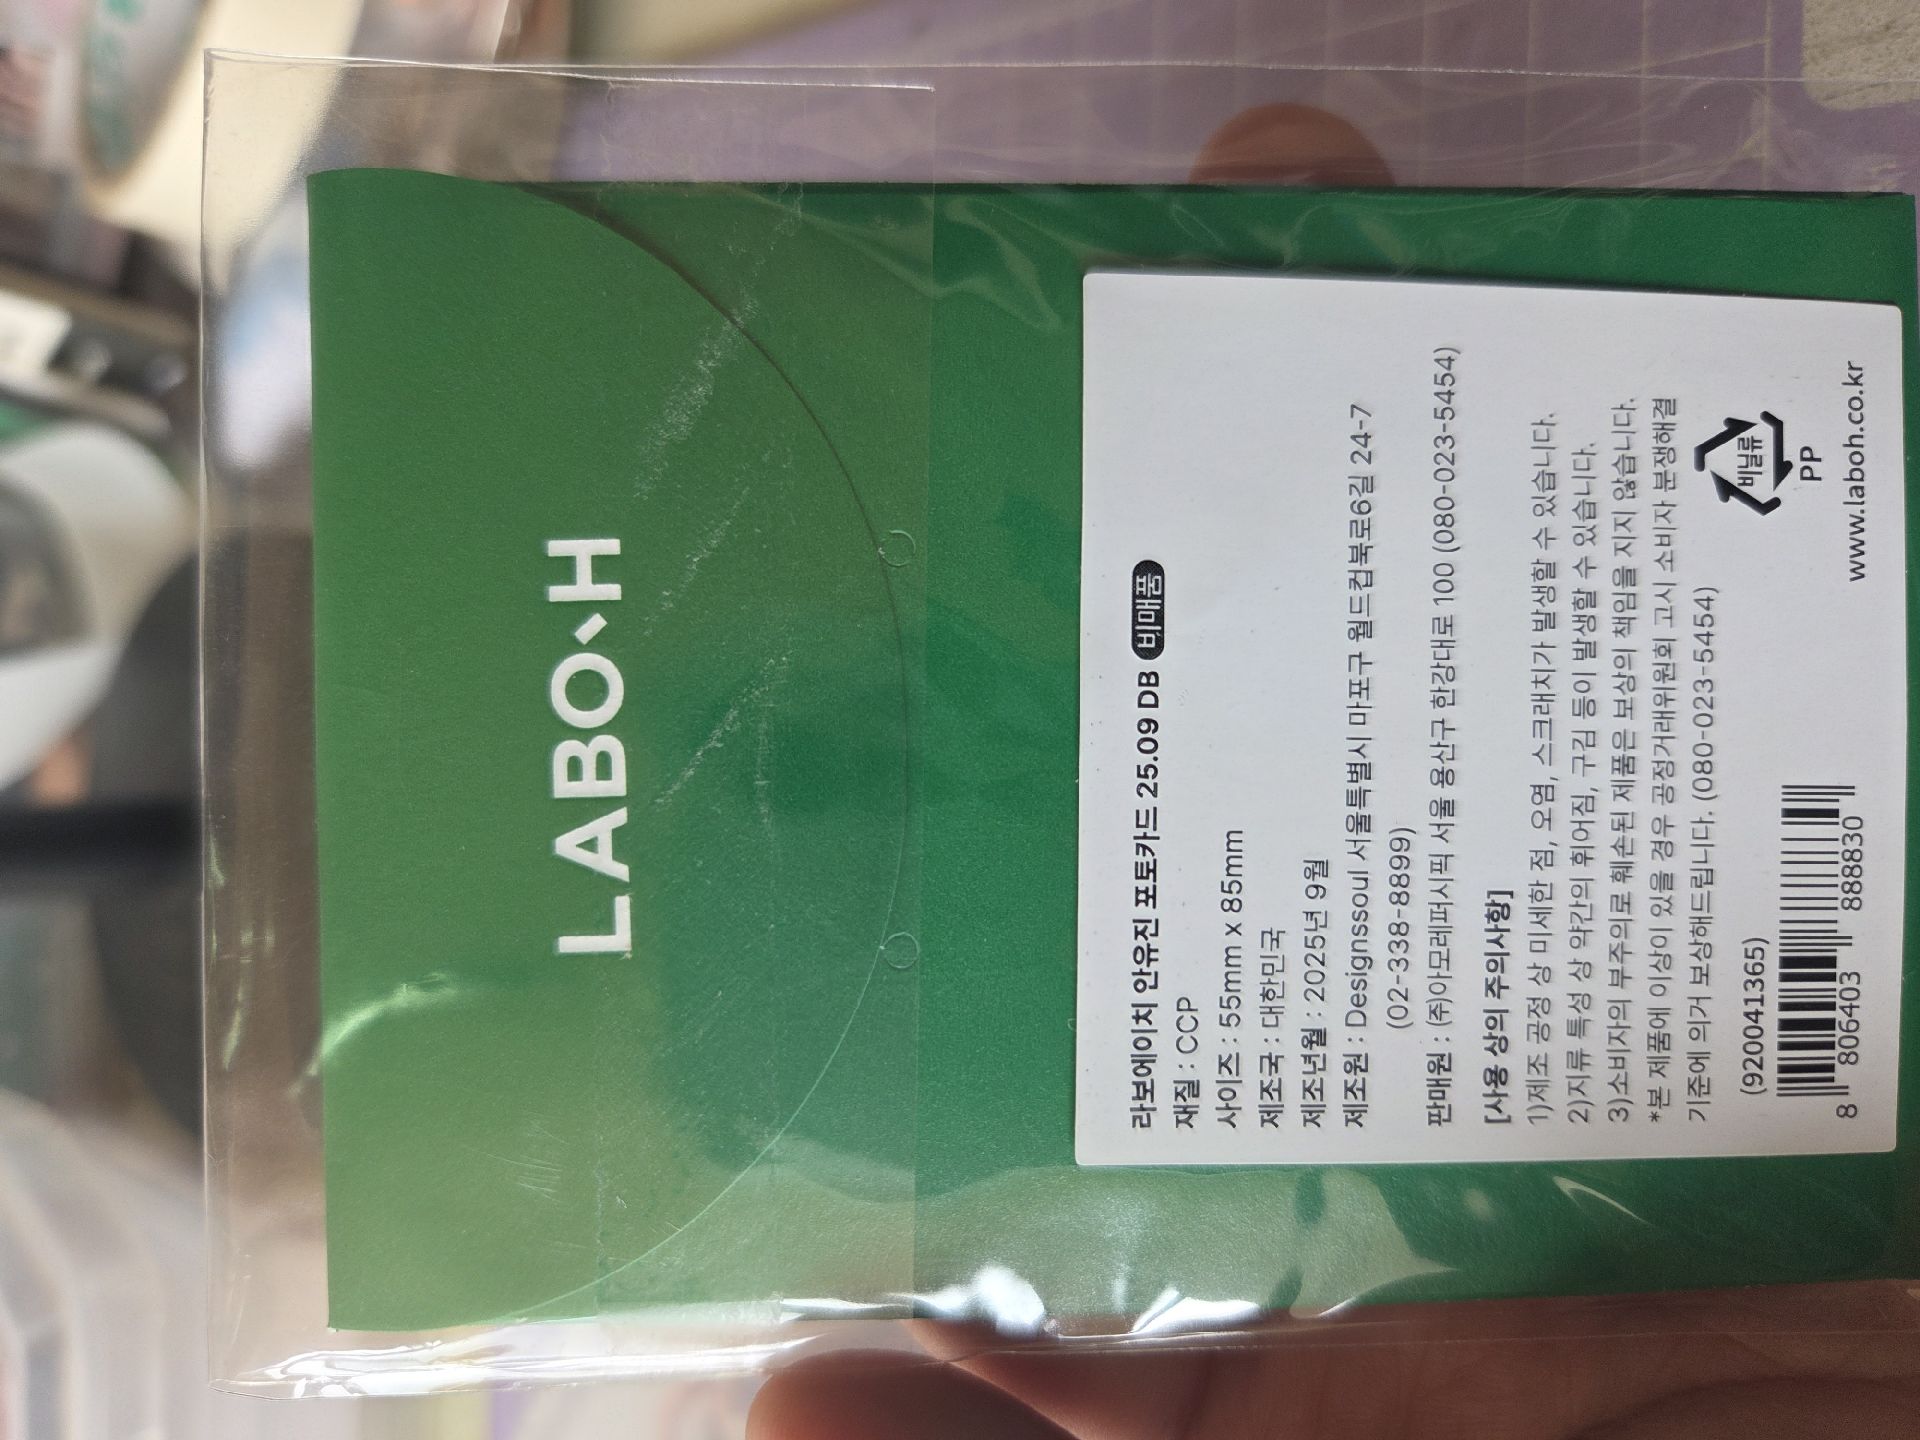 LABO-H
라보에이치 안유진 포토카드 25.09 DB 비매품
재질 : CCP
사이즈 : 55mm x 85mm
제조국 : 대한민국
제조년월 : 2025년 9월
제조원 : Designssoul 서울특별시 마포구 월드컵북로6길 24-7
(02-338-8899)
판매원 : (주)아모레퍼시픽 서울 용산구 한강대로 100 (080-023-5454)
[사용 상의 주의사항]
1)제조 공정 상 미세한 점, 오염, 스크래치가 발생할 수 있습니다.
2)지류 특성 상 약간의 휘어짐, 구김 등이 발생할 수 있습니다.
3)소비자의 부주의로 훼손된 제품은 보상의 책임을 지지 않습니다.
*본 제품에 이상이 있을 경우 공정거래위원회 고시 소비자 분쟁해결
기준에 의거 보상해드립니다. (080-023-5454)
(920041365)
8 806403 888830
비닐류
PP
www.laboh.co.kr